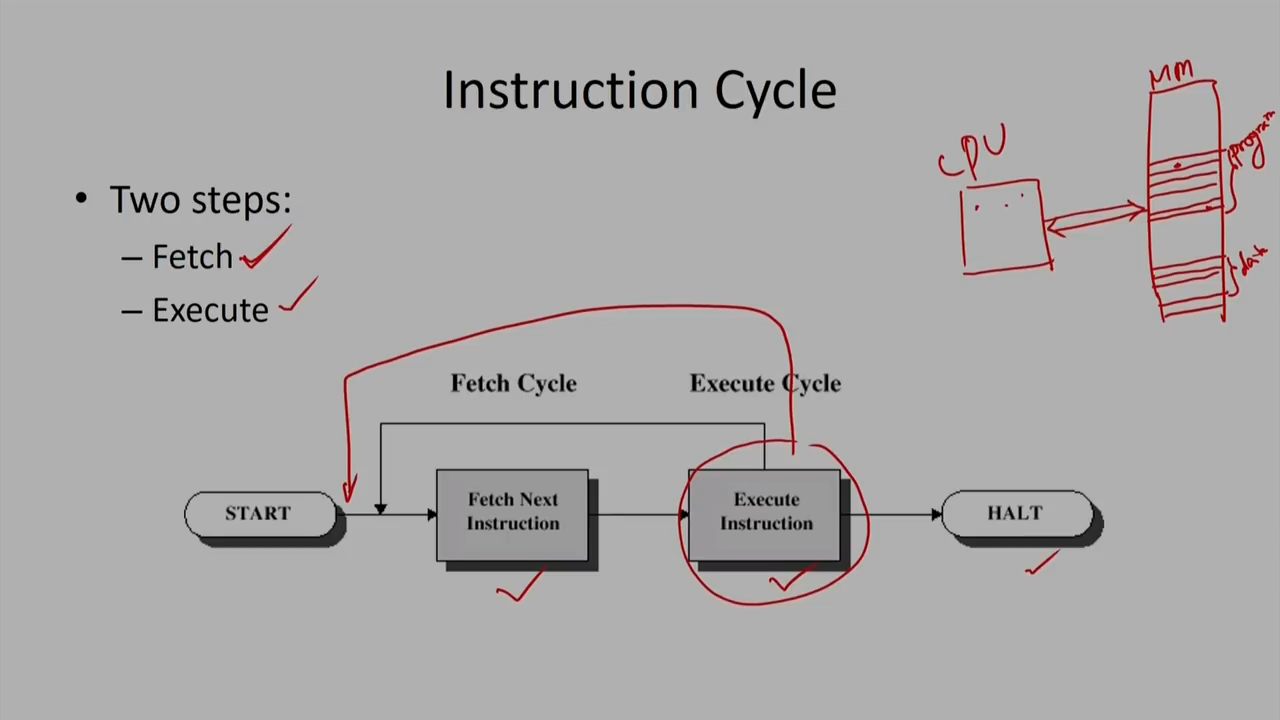 Instruction Cycle
• Two steps:
– Fetch
– Execute
CPU
MM
program
data
Fetch Cycle
Execute Cycle
START
Fetch Next
Instruction
Execute
Instruction
HALT